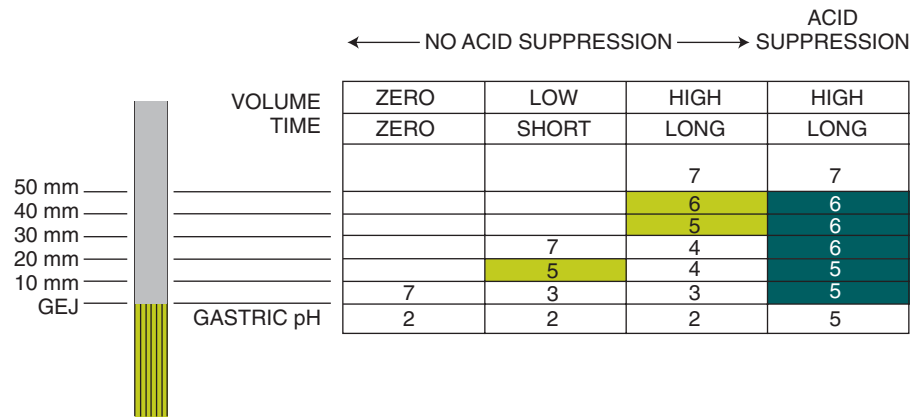 ACID
NO ACID SUPPRESSION SUPPRESSION
VOLUME ZERO LOW HIGH HIGH
TIME ZERO SHORT LONG LONG
7 7
50 mm
6 6
40 mm
5 6
30 mm
7 4 6
20 mm
5 4 5
10 mm
7 3 3 5
GEJ
GASTRIC pH 2 2 2 5